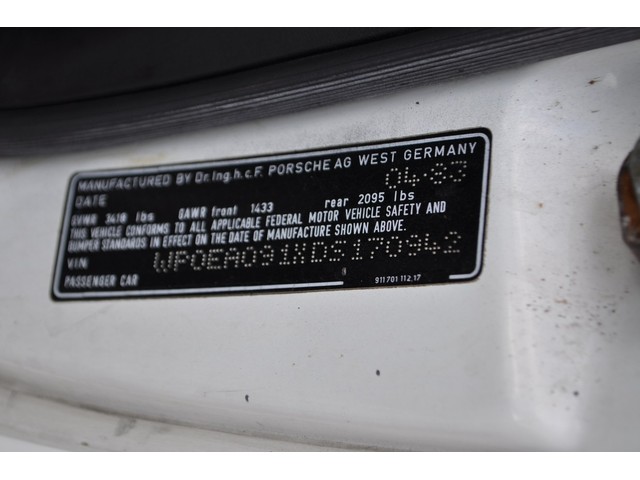 MANUFACTURED BY Dr.Ing.h.c.F. PORSCHE AG WEST GERMANY
DATE 04-83
GVWR 3418 lbs GAWR front 1433 rear 2095 lbs
THIS VEHICLE CONFORMS TO ALL APPLICABLE FEDERAL MOTOR VEHICLE SAFETY AND
BUMPER STANDARDS IN EFFECT ON THE DATE OF MANUFACTURE SHOWN ABOVE.
VIN WP0EA091XDS170942
PASSENGER CAR 911 701 112.17